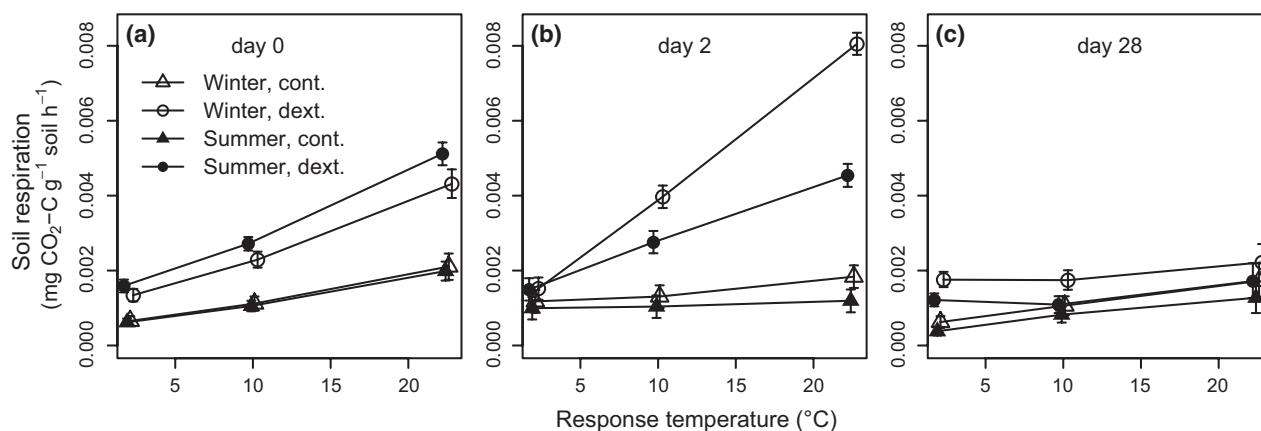 (a)
day 0
Winter, cont.
Winter, dext.
Summer, cont.
Summer, dext.
(b)
day 2
(c)
day 28
Soil respiration
(mg CO₂−C g⁻¹ soil h⁻¹)
0.000
0.002
0.004
0.006
0.008
0.000
0.002
0.004
0.006
0.008
0.000
0.002
0.004
0.006
0.008
5
10
15
20
5
10
15
20
5
10
15
20
Response temperature (°C)